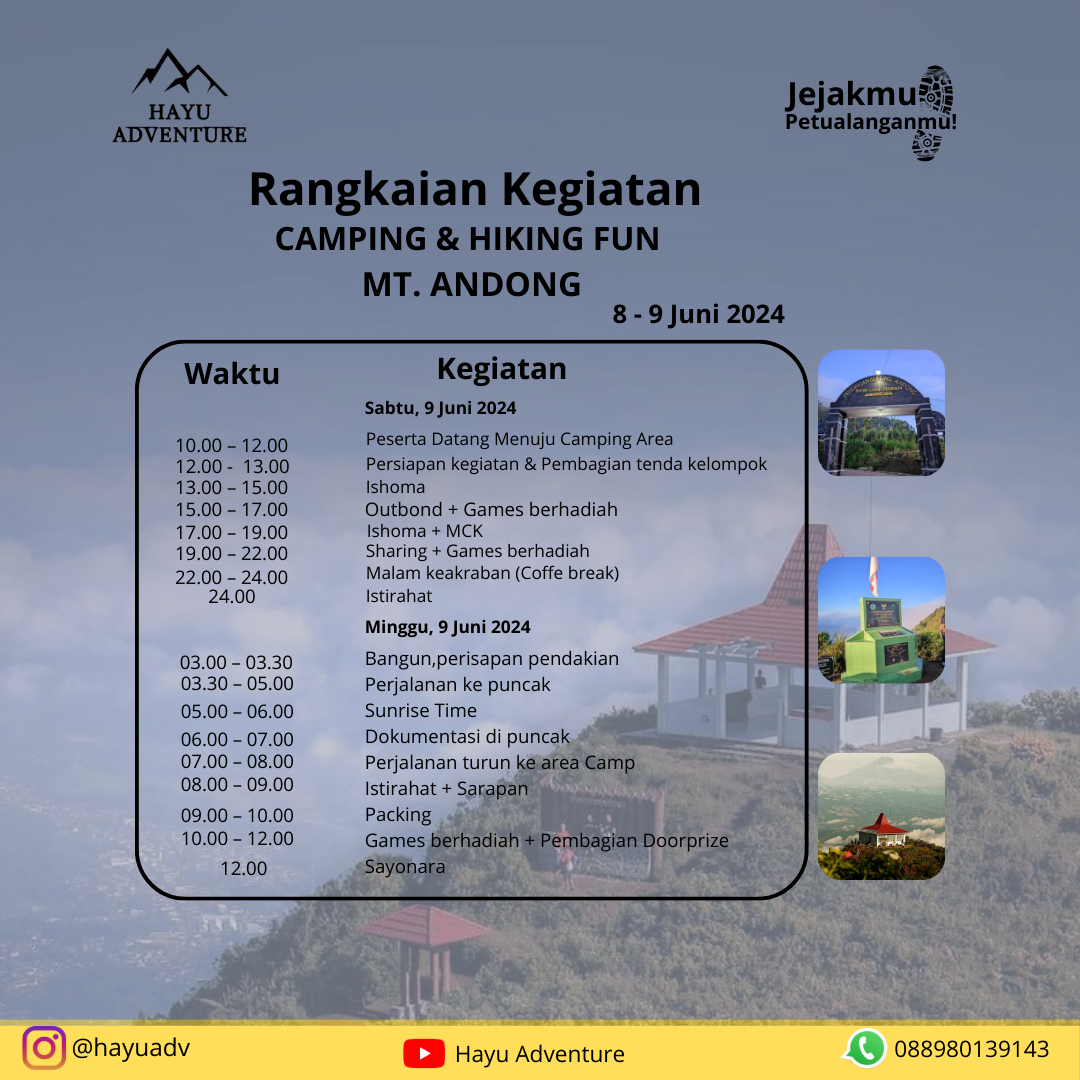 HAYU
ADVENTURE
Jejakmu
Petualanganmu!
Rangkaian Kegiatan
CAMPING & HIKING FUN
MT. ANDONG
8 - 9 Juni 2024
Waktu Kegiatan
Sabtu, 9 Juni 2024
10.00 – 12.00 Peserta Datang Menuju Camping Area
12.00 - 13.00 Persiapan kegiatan & Pembagian tenda kelompok
13.00 – 15.00 Ishoma
15.00 – 17.00 Outbond + Games berhadiah
17.00 – 19.00 Ishoma + MCK
19.00 – 22.00 Sharing + Games berhadiah
22.00 – 24.00 Malam keakraban (Coffe break)
24.00 Istirahat
Minggu, 9 Juni 2024
03.00 – 03.30 Bangun,perisapan pendakian
03.30 – 05.00 Perjalanan ke puncak
05.00 – 06.00 Sunrise Time
06.00 – 07.00 Dokumentasi di puncak
07.00 – 08.00 Perjalanan turun ke area Camp
08.00 – 09.00 Istirahat + Sarapan
09.00 – 10.00 Packing
10.00 – 12.00 Games berhadiah + Pembagian Doorprize
12.00 Sayonara
@hayuadv
Hayu Adventure
088980139143